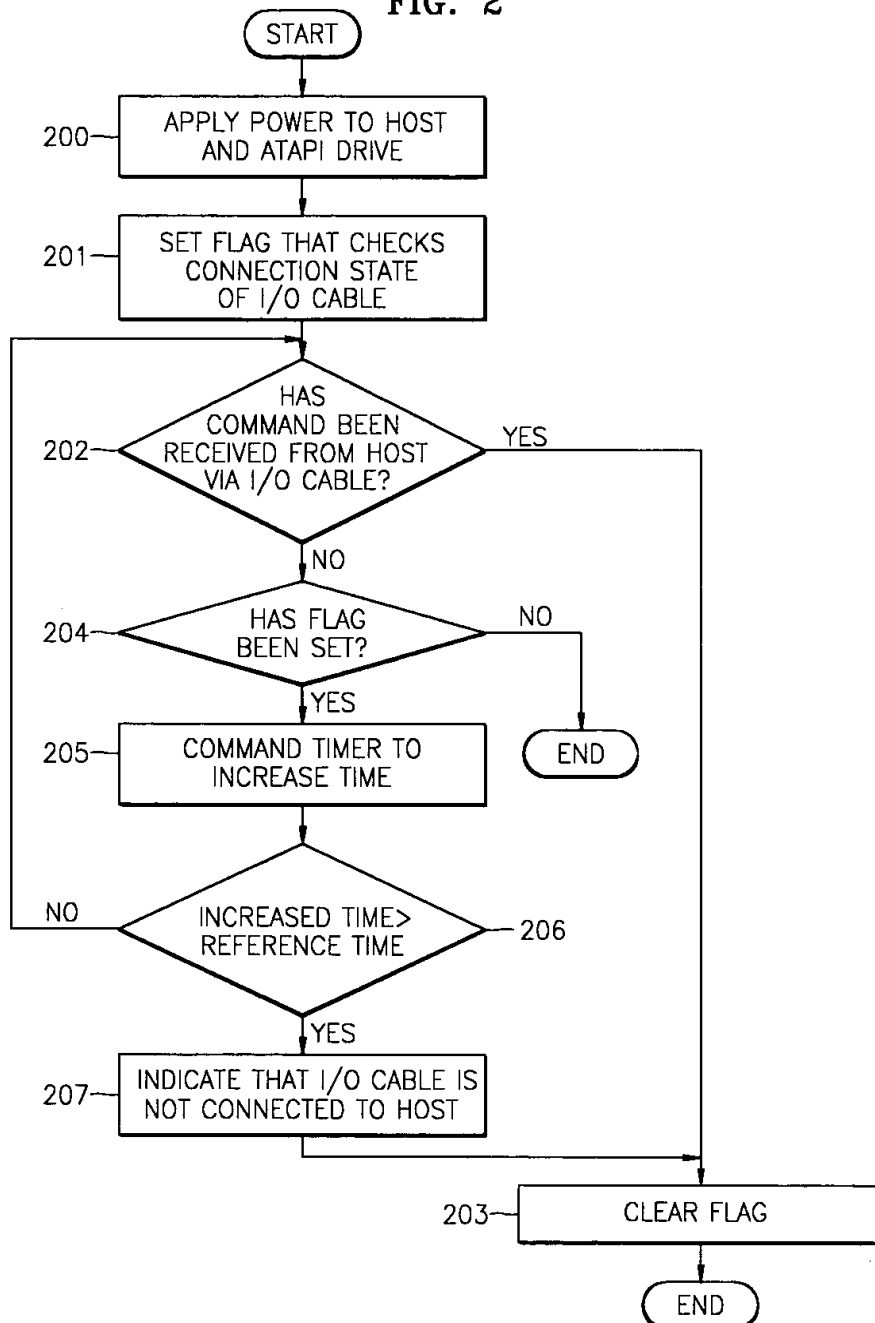 FIG. 2
START
200
APPLY POWER TO HOST
AND ATAPI DRIVE
201
SET FLAG THAT CHECKS
CONNECTION STATE
OF I/O CABLE
202
HAS
COMMAND BEEN
RECEIVED FROM HOST
VIA I/O CABLE?
YES
NO
204
HAS FLAG
BEEN SET?
NO
YES
END
205
COMMAND TIMER TO
INCREASE TIME
NO
INCREASED TIME>
REFERENCE TIME
206
YES
207
INDICATE THAT I/O CABLE IS
NOT CONNECTED TO HOST
203
CLEAR FLAG
END